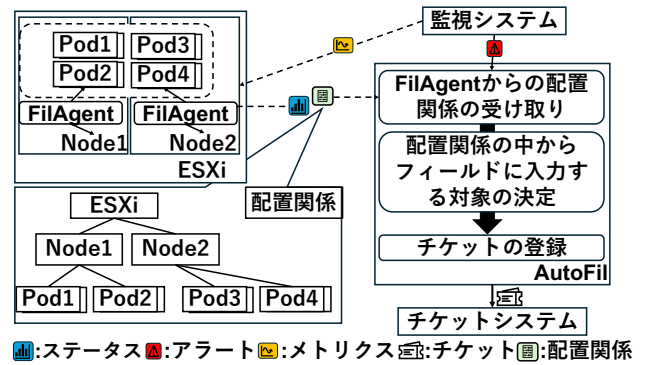 Pod1
Pod3
Pod2
Pod4
FilAgent
FilAgent
Node1
Node2
ESXi
監視システム
FilAgentからの配置
関係の受け取り
配置関係の中から
フィールドに入力す
る対象の決定
チケットの登録
AutoFil
チケットシステム
配置関係
ESXi
Node1
Node2
Pod1
Pod2
Pod3
Pod4
:ステータス :アラート :メトリクス :チケット :配置関係